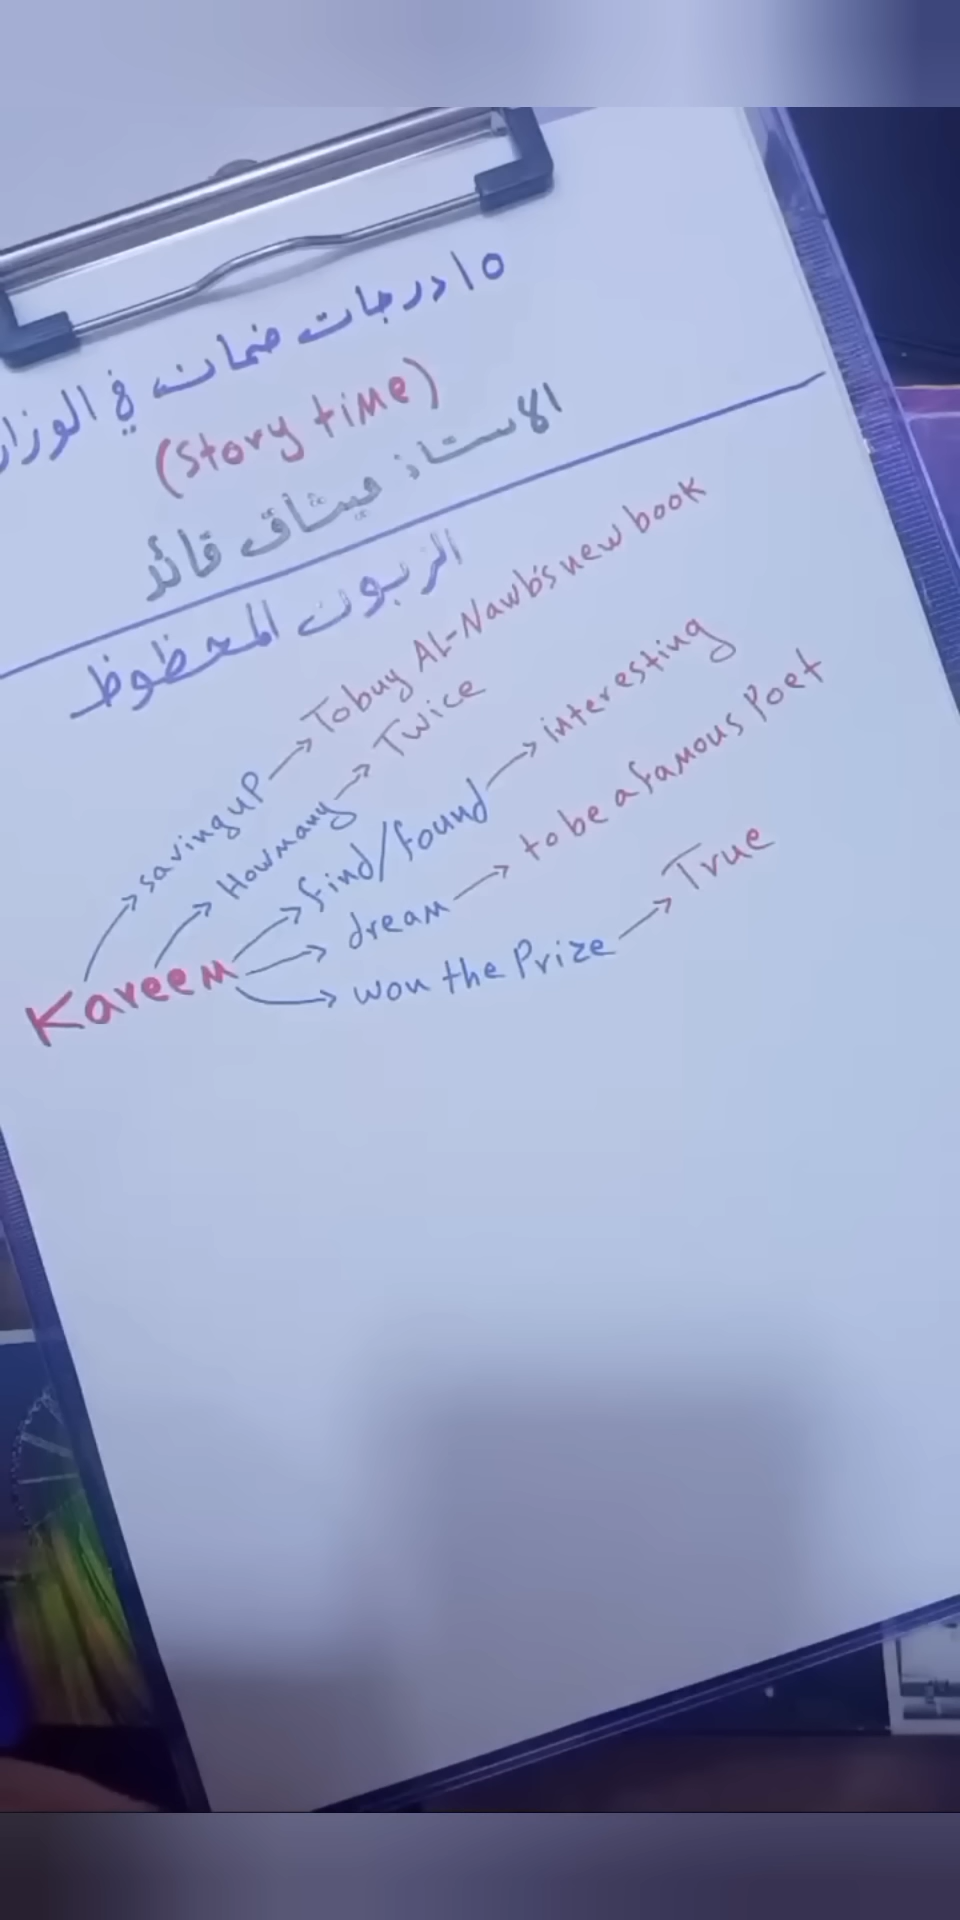 ١٥ درجات ضمان في الوزار
(Story time)
الاستاذ ميثاق قائد
الزبون المحظوظ
saving up → To buy AL-Nawb's new book
How many → Twice
find/found → interesting
dream → to be a famous Poet
won the Prize → True
Kareem